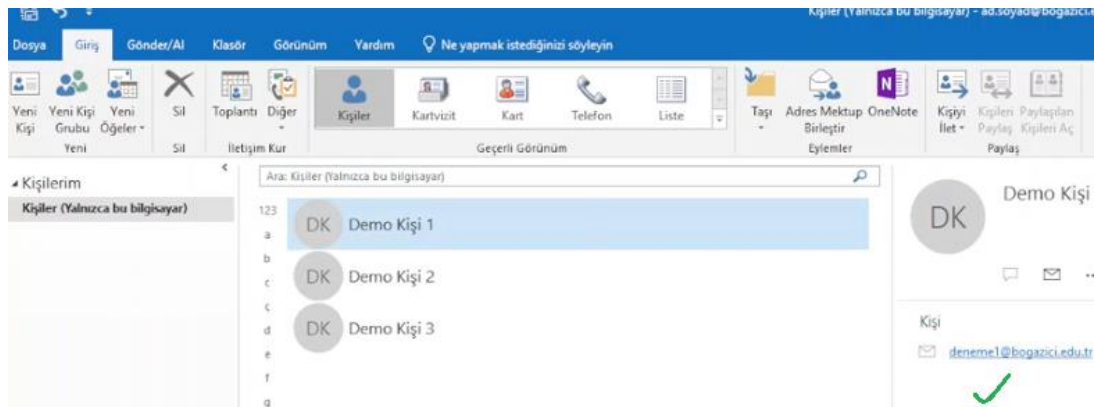 Kişiler (Yalnızca bu bilgisayar) - ad.soyad@bogazici.e
Dosya Giriş Gönder/Al Klasör Görünüm Yardım Ne yapmak istediğinizi söyleyin
Yeni Kişi
Yeni Kişi Grubu
Yeni Öğeler
Sil
Toplantı
Diğer
Kişiler
Kartvizit
Kart
Telefon
Liste
Taşı
Adres Mektup Birleştir
OneNote
Kişiyi İlet
Kişileri Paylaş
Paylaşılan Kişileri Aç
Yeni Sil İletişim Kur Geçerli Görünüm Eylemler Paylaş
Kişilerim
Kişiler (Yalnızca bu bilgisayar)
Ara: Kişiler (Yalnızca bu bilgisayar)
123
a
b
c
ç
d
e
f
g
DK Demo Kişi 1
DK Demo Kişi 2
DK Demo Kişi 3
DK
Demo Kişi
Kişi
deneme1@bogazici.edu.tr